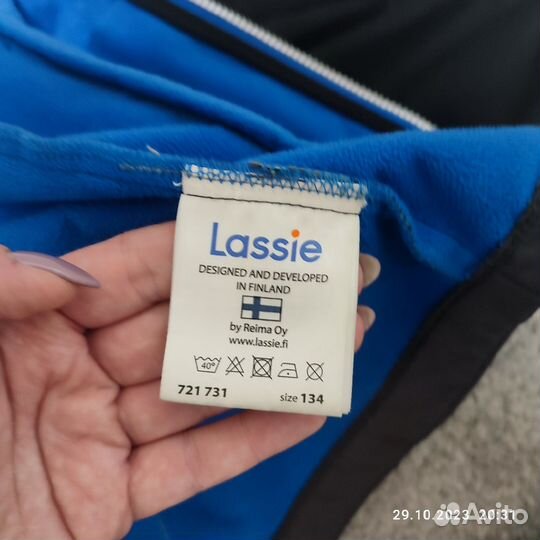 Lassie
DESIGNED AND DEVELOPED
IN FINLAND
by Reima Oy
www.lassie.fi
40°
721 731 size 134
29.10.2023 20:31
Avito